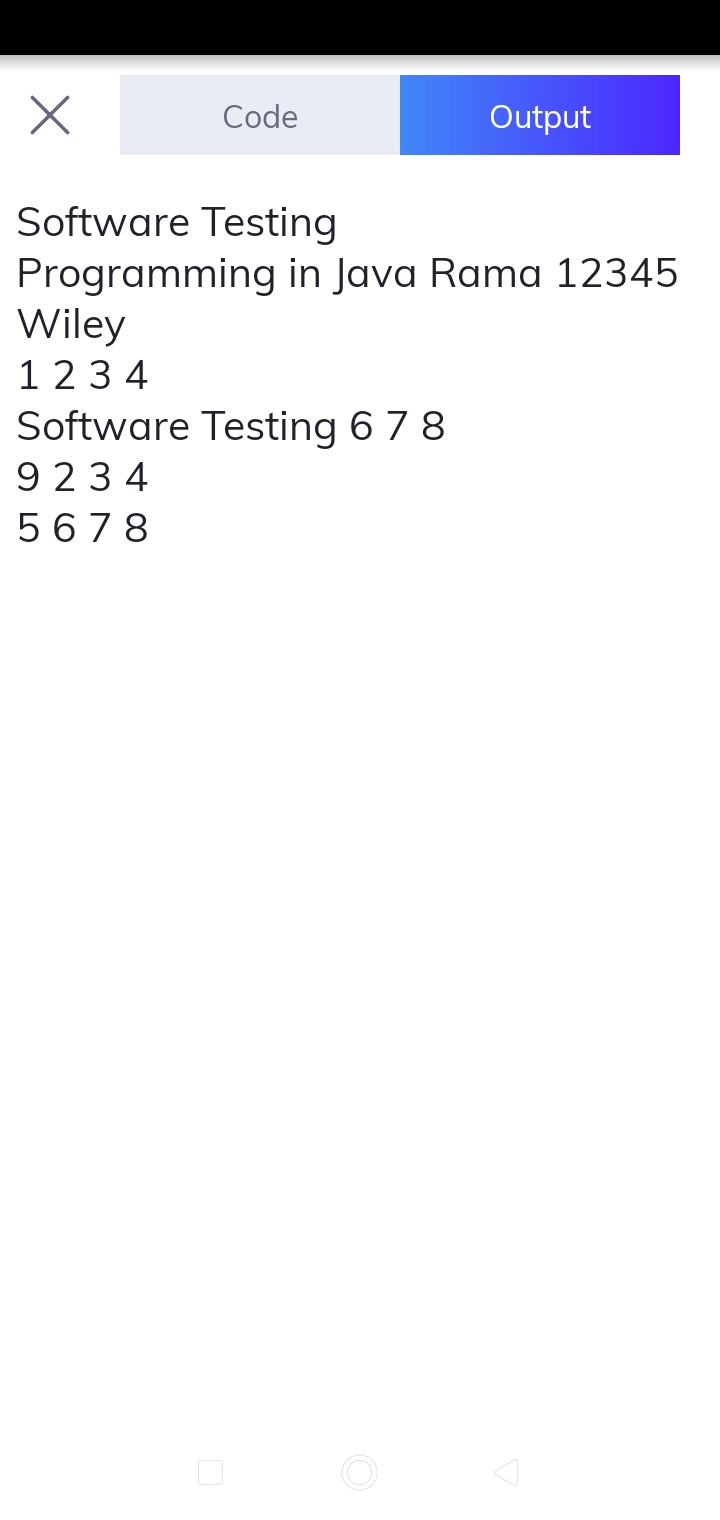 Code Output
Software Testing
Programming in Java Rama 12345
Wiley
1 2 3 4
Software Testing 6 7 8
9 2 3 4
5 6 7 8